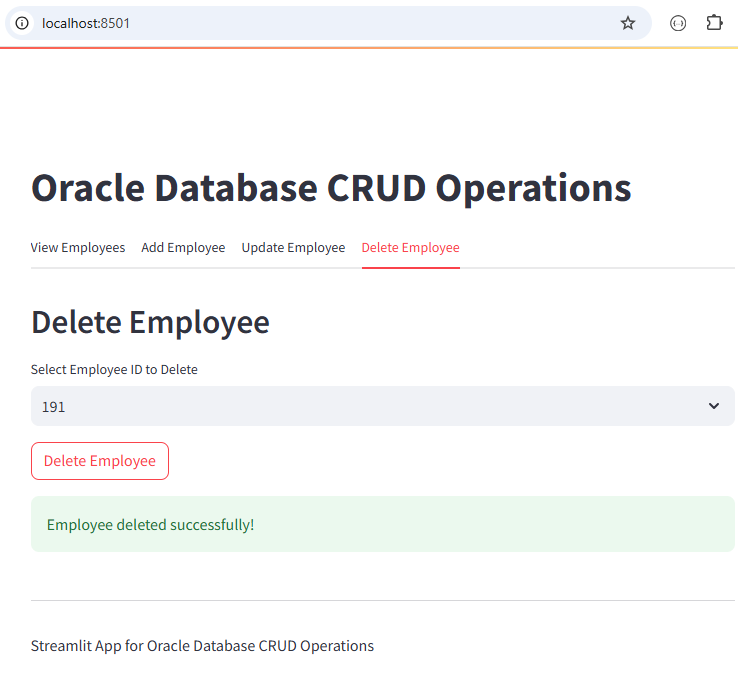 localhost:8501
Oracle Database CRUD Operations
View Employees Add Employee Update Employee Delete Employee
Delete Employee
Select Employee ID to Delete
191
Delete Employee
Employee deleted successfully!
Streamlit App for Oracle Database CRUD Operations